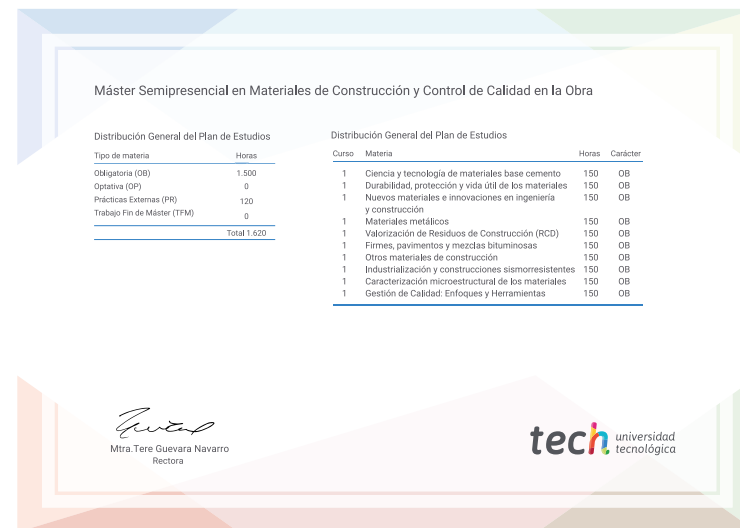 Máster Semipresencial en Materiales de Construcción y Control de Calidad en la Obra
Distribución General del Plan de Estudios
Tipo de materia Horas
Obligatoria (OB) 1.500
Optativa (OP) 0
Prácticas Externas (PR) 120
Trabajo Fin de Máster (TFM) 0
Total 1.620
Distribución General del Plan de Estudios
Curso Materia Horas Carácter
1 Ciencia y tecnología de materiales base cemento 150 OB
1 Durabilidad, protección y vida útil de los materiales 150 OB
1 Nuevos materiales e innovaciones en ingeniería 150 OB
y construcción
1 Materiales metálicos 150 OB
1 Valorización de Residuos de Construcción (RCD) 150 OB
1 Firmes, pavimentos y mezclas bituminosas 150 OB
1 Otros materiales de construcción 150 OB
1 Industrialización y construcciones sismorresistentes 150 OB
1 Caracterización microestructural de los materiales 150 OB
1 Gestión de Calidad: Enfoques y Herramientas 150 OB
Mtra.Tere Guevara Navarro
Rectora
tech universidad
tecnológica